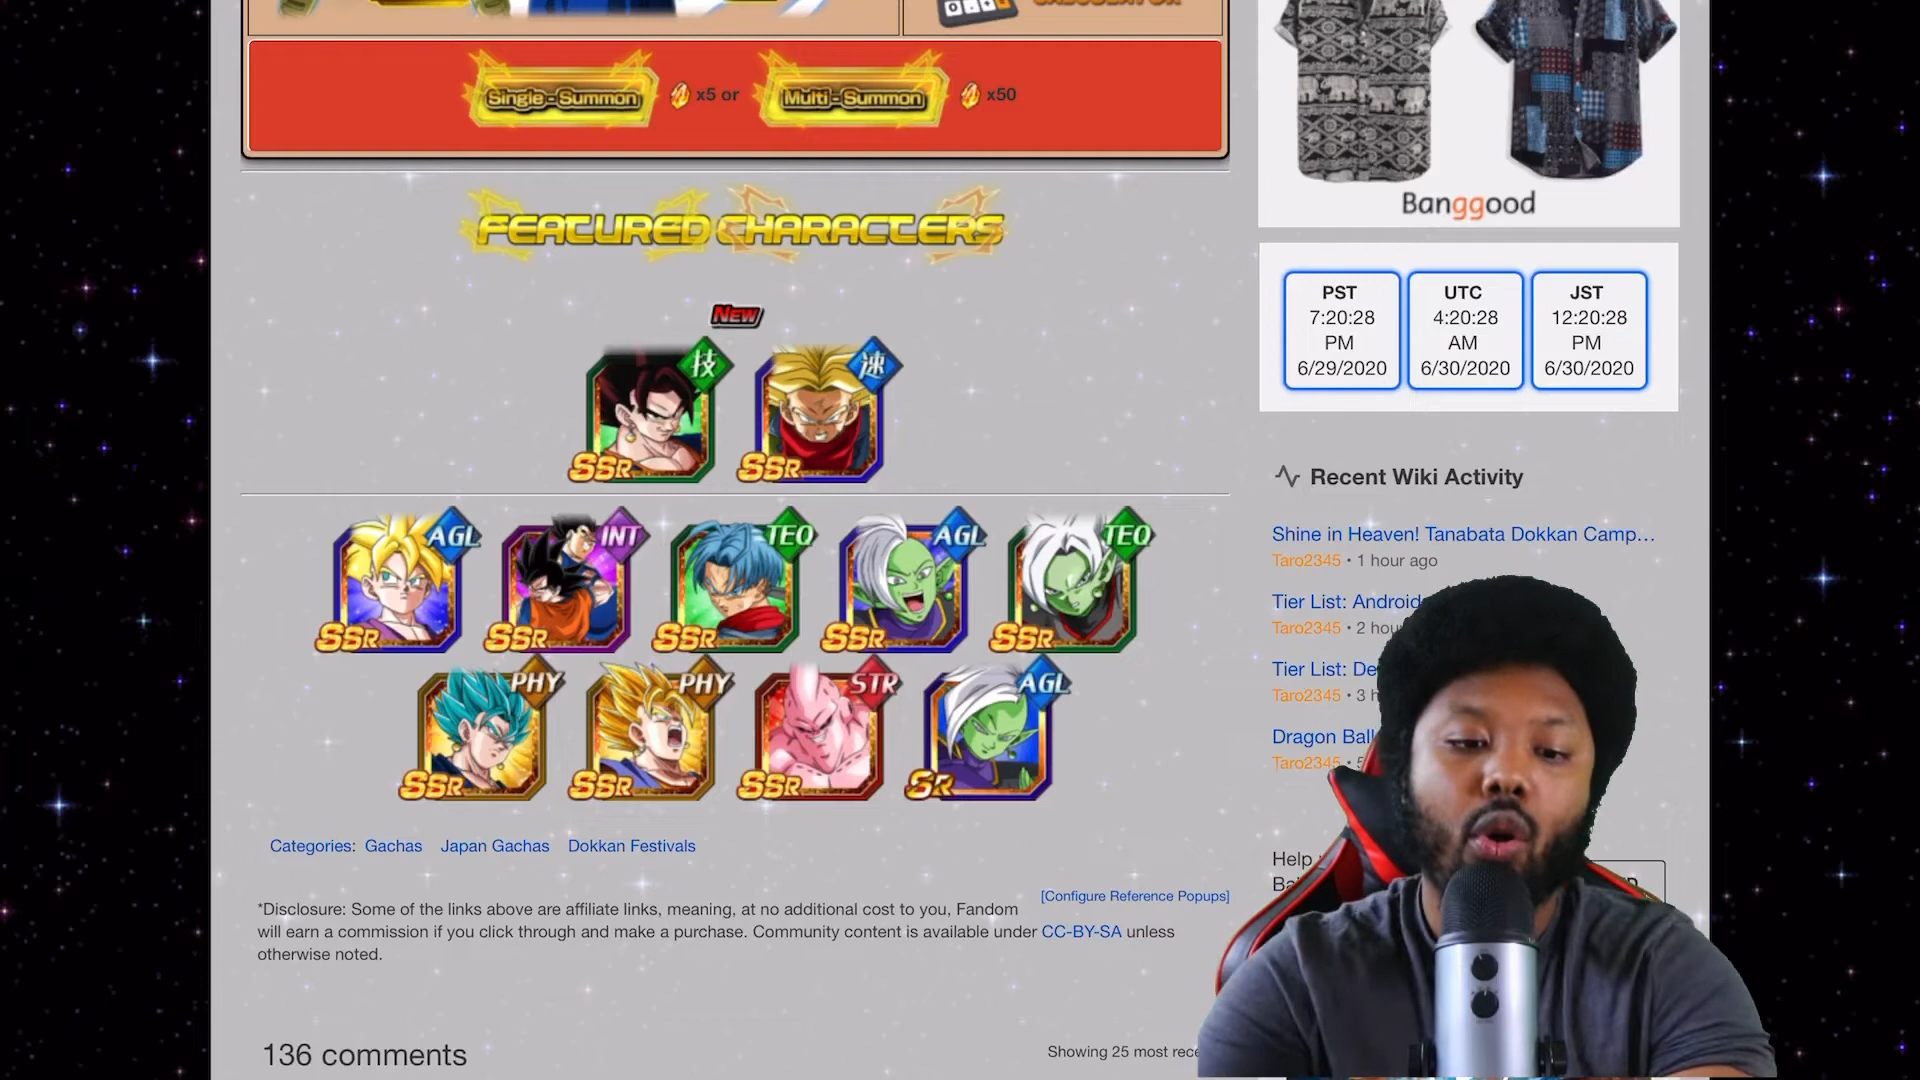 CALCULATOR
Single - Summon x5 or Multi - Summon x50
FEATURED CHARACTERS
New
技 速
SSR SSR
AGL INT TEQ AGL TEQ
SSR SSR SSR SSR SSR
PHY PHY STR AGL
SSR SSR SSR SR
Categories: Gachas Japan Gachas Dokkan Festivals
[Configure Reference Popups]
*Disclosure: Some of the links above are affiliate links, meaning, at no additional cost to you, Fandom
will earn a commission if you click through and make a purchase. Community content is available under CC-BY-SA unless
otherwise noted.
136 comments
Showing 25 most rece
Banggood
PST UTC JST
7:20:28 4:20:28 12:20:28
PM AM PM
6/29/2020 6/30/2020 6/30/2020
Recent Wiki Activity
Shine in Heaven! Tanabata Dokkan Camp...
Taro2345 • 1 hour ago
Tier List: Android
Taro2345 • 2 hou
Tier List: De
Taro2345 • 3 h
Dragon Ball
Taro2345 • 5
Help
Ba